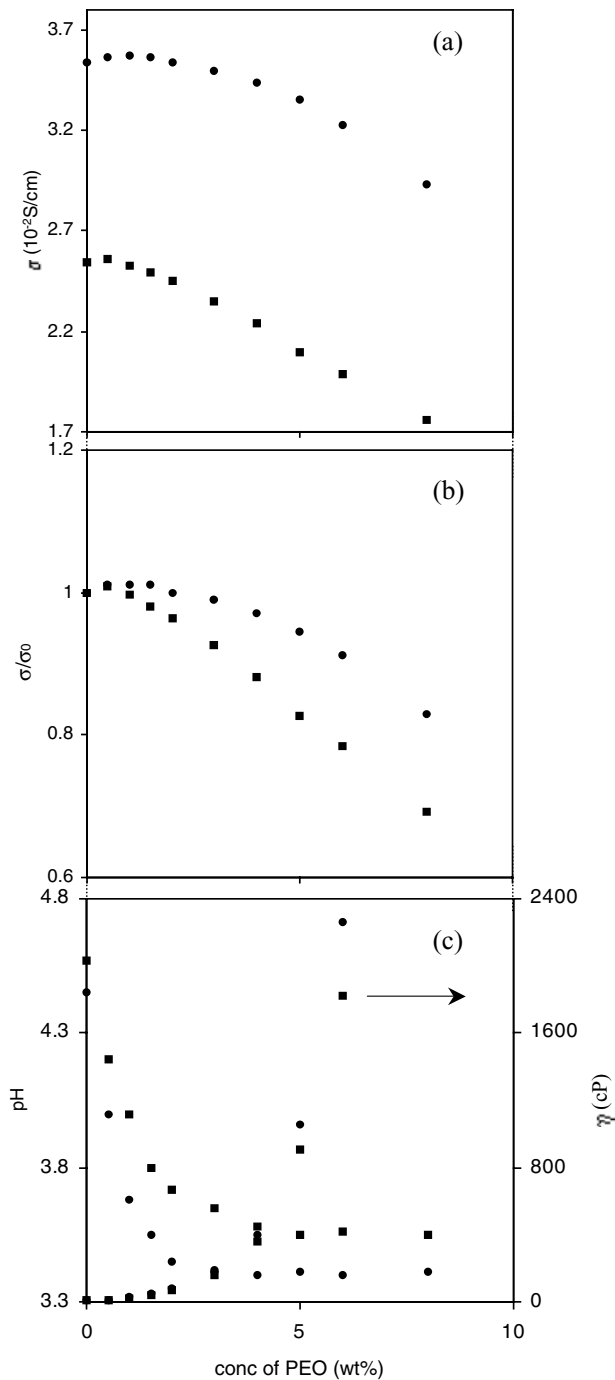 3.7
(a)
3.2
2.7
σ (10⁻²S/cm)
2.2
1.7
1.2
(b)
1
σ/σ₀
0.8
0.6
4.8
2400
(c)
4.3
1600
pH
η (cP)
3.8
800
3.3
0
0
5
10
conc of PEO (wt%)